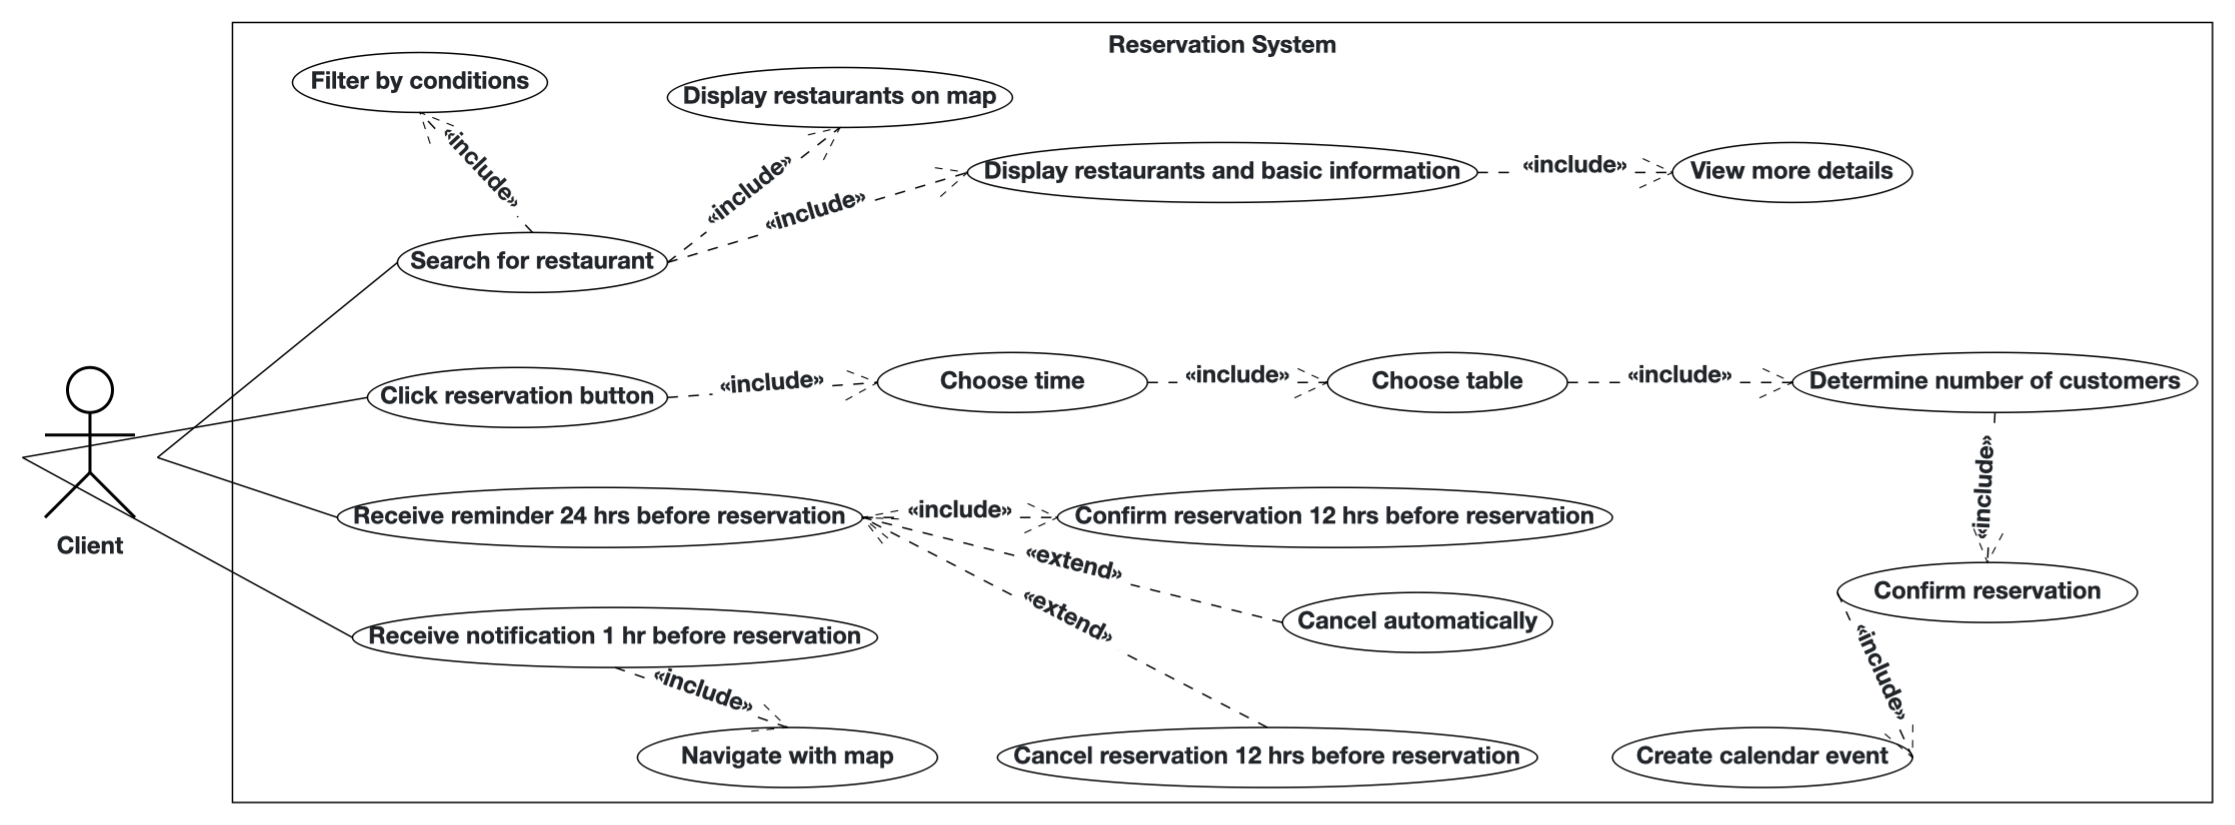 Reservation System
Filter by conditions
Display restaurants on map
«include»
«include»
Display restaurants and basic information
«include»
View more details
«include»
Search for restaurant
Click reservation button
«include»
Choose time
«include»
Choose table
«include»
Determine number of customers
«include»
Client
Receive reminder 24 hrs before reservation
«include»
Confirm reservation 12 hrs before reservation
«extend»
«extend»
Cancel automatically
Confirm reservation
«include»
Receive notification 1 hr before reservation
«include»
Navigate with map
Cancel reservation 12 hrs before reservation
Create calendar event